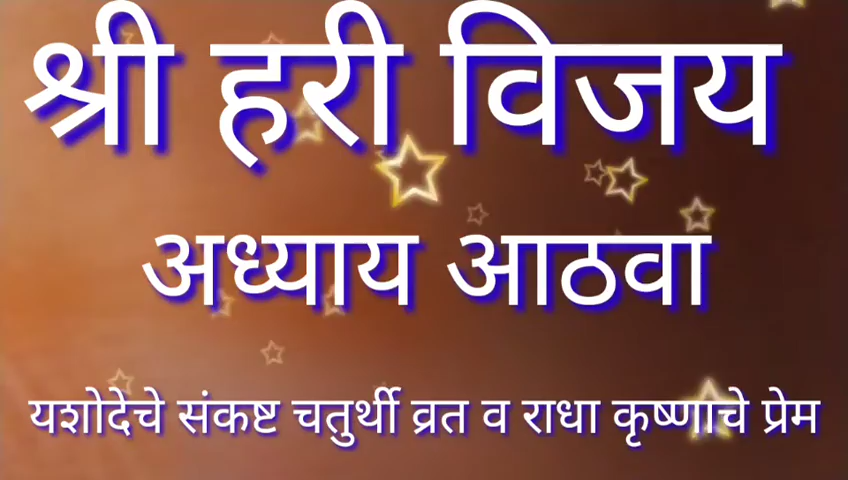 श्री हरी विजय
अध्याय आठवा
यशोदेचे संकष्ट चतुर्थी व्रत व राधा कृष्णाचे प्रेम